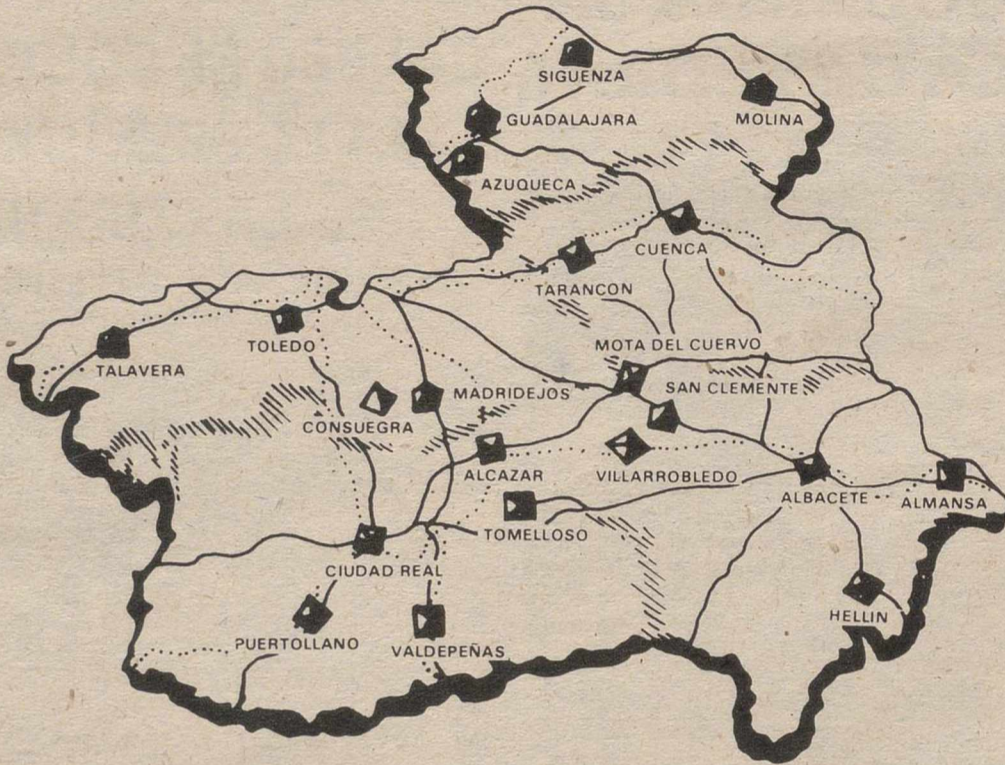 SIGUENZA
MOLINA
GUADALAJARA
AZUQUECA
CUENCA
TARANCON
MOTA DEL CUERVO
TOLEDO
TALAVERA
SAN CLEMENTE
MADRIDEJOS
CONSUEGRA
ALCAZAR
VILLARROBLEDO
ALBACETE
ALMANSA
TOMELLOSO
CIUDAD REAL
HELLIN
PUERTOLLANO
VALDEPEÑAS